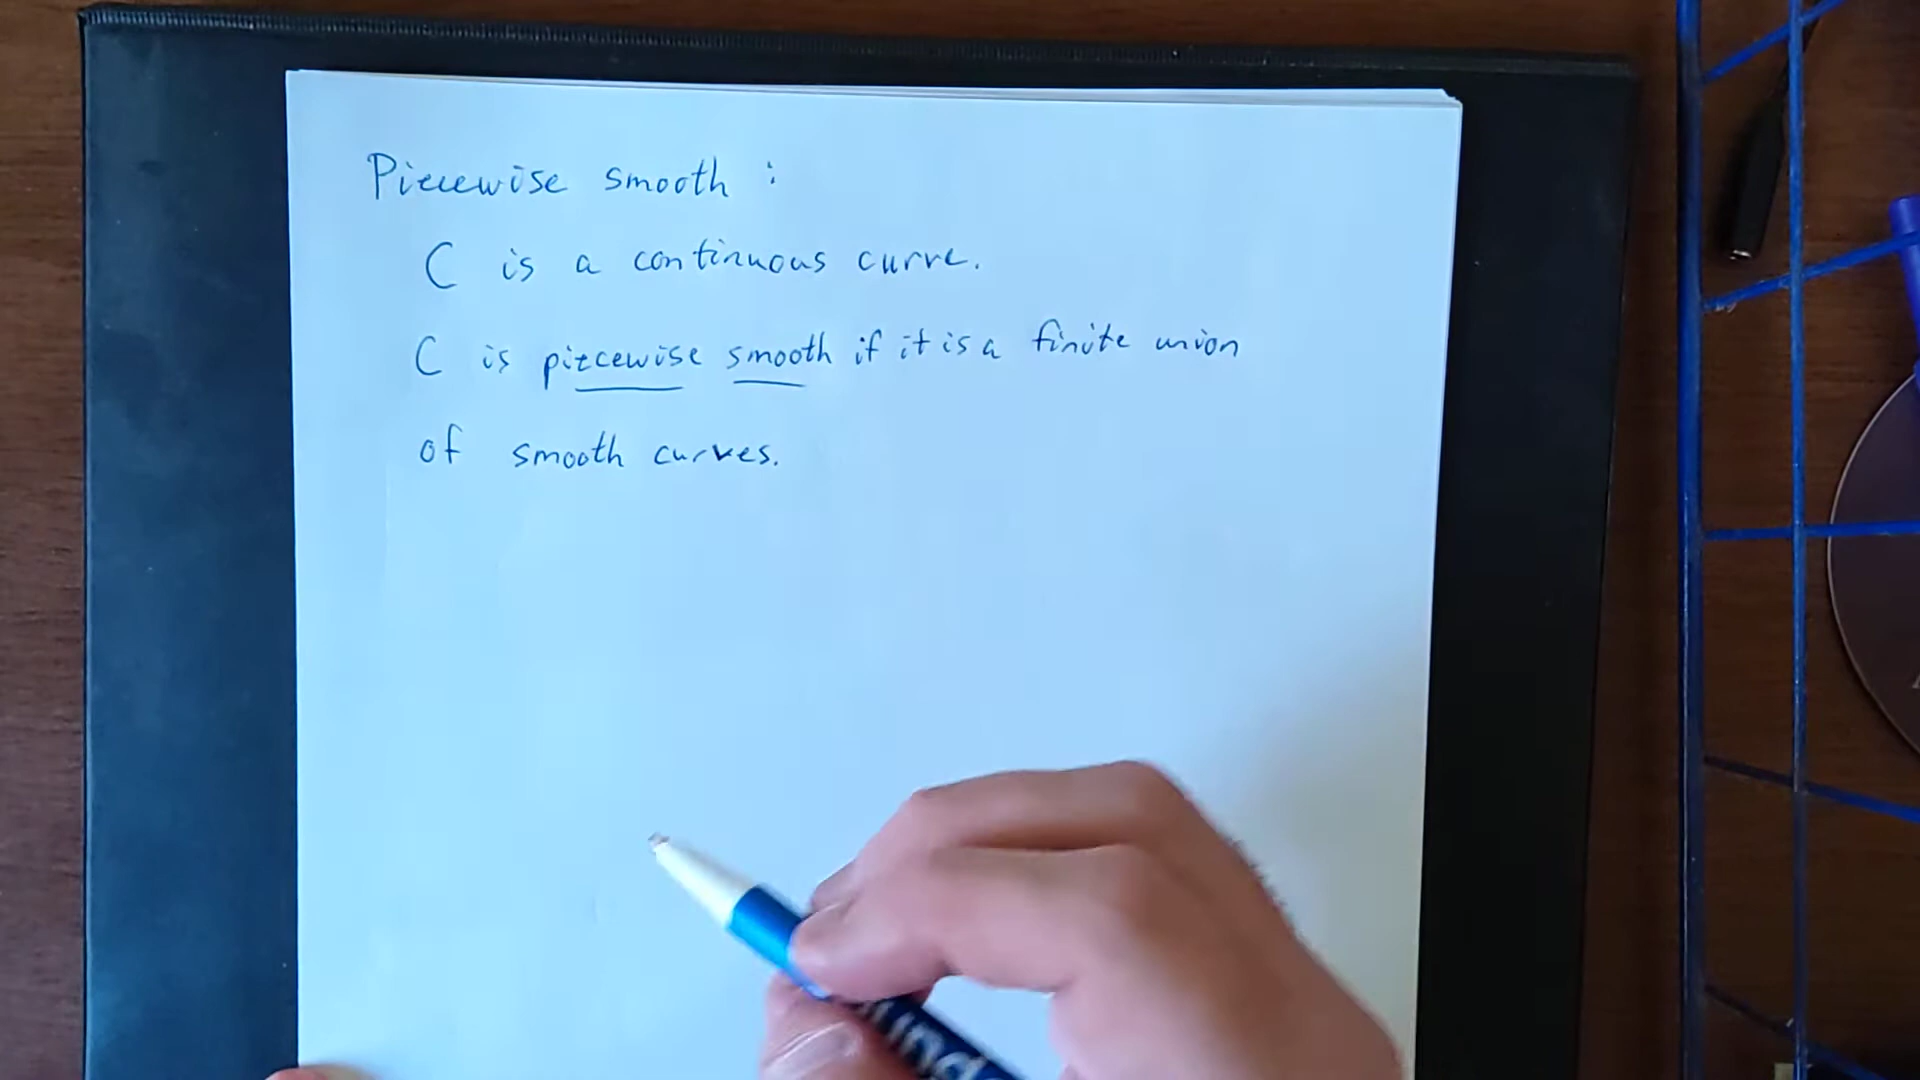 Piecewise smooth :
C is a continuous curve.
C is piecewise smooth if it is a finite union
of smooth curves.